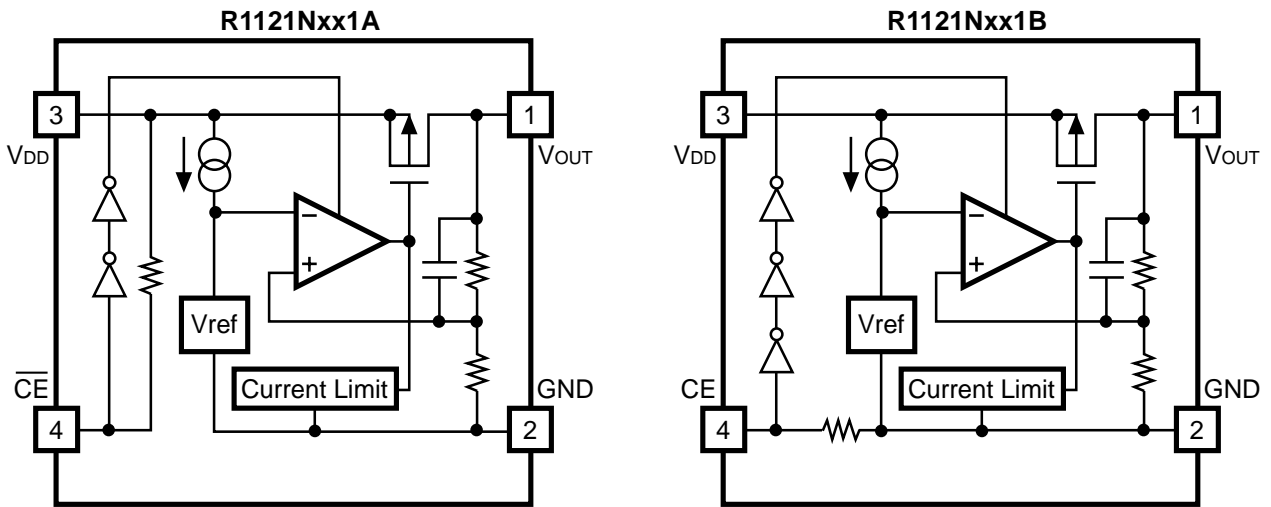 R1121Nxx1A
3
1
VDD
VOUT
−
+
Vref
Current Limit
C̅E̅
GND
4
2
R1121Nxx1B
3
1
VDD
VOUT
−
+
Vref
Current Limit
CE
GND
4
2